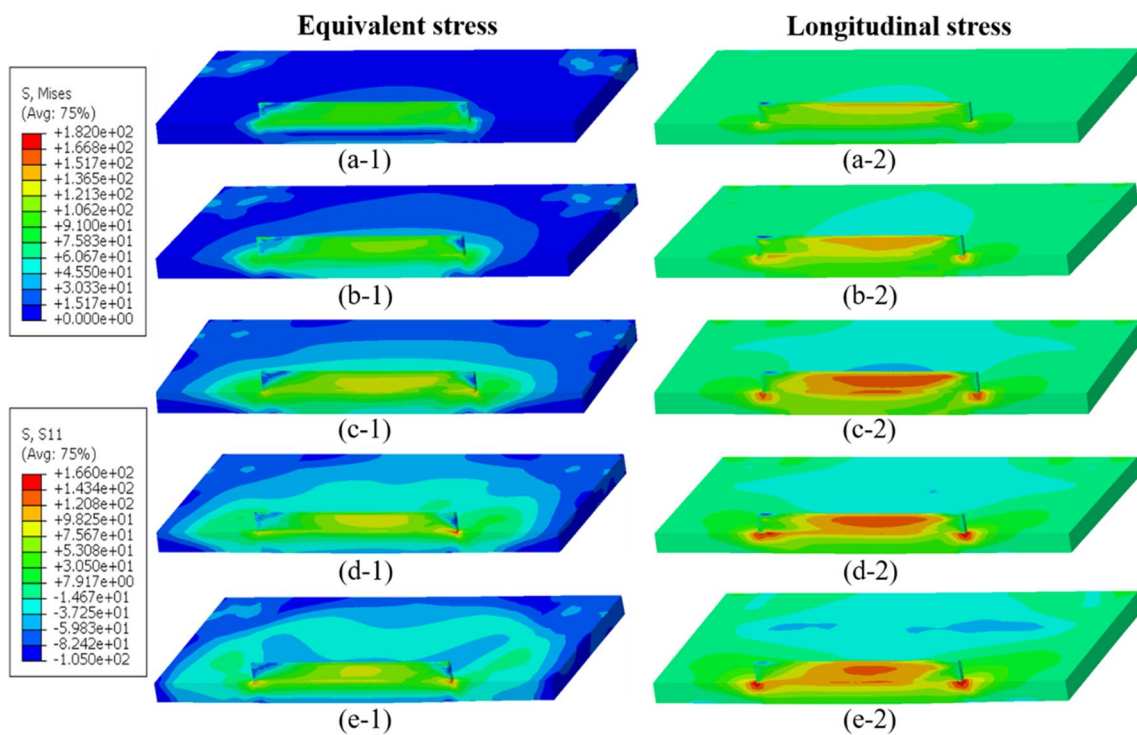 Equivalent stress
Longitudinal stress
S, Mises
(Avg: 75%)
+1.820e+02
+1.668e+02
+1.517e+02
+1.365e+02
+1.213e+02
+1.062e+02
+9.100e+01
+7.583e+01
+6.067e+01
+4.550e+01
+3.033e+01
+1.517e+01
+0.000e+00
(a-1)
(a-2)
(b-1)
(b-2)
(c-1)
(c-2)
S, S11
(Avg: 75%)
+1.660e+02
+1.434e+02
+1.208e+02
+9.825e+01
+7.567e+01
+5.308e+01
+3.050e+01
+7.917e+00
-1.467e+01
-3.725e+01
-5.983e+01
-8.242e+01
-1.050e+02
(d-1)
(d-2)
(e-1)
(e-2)